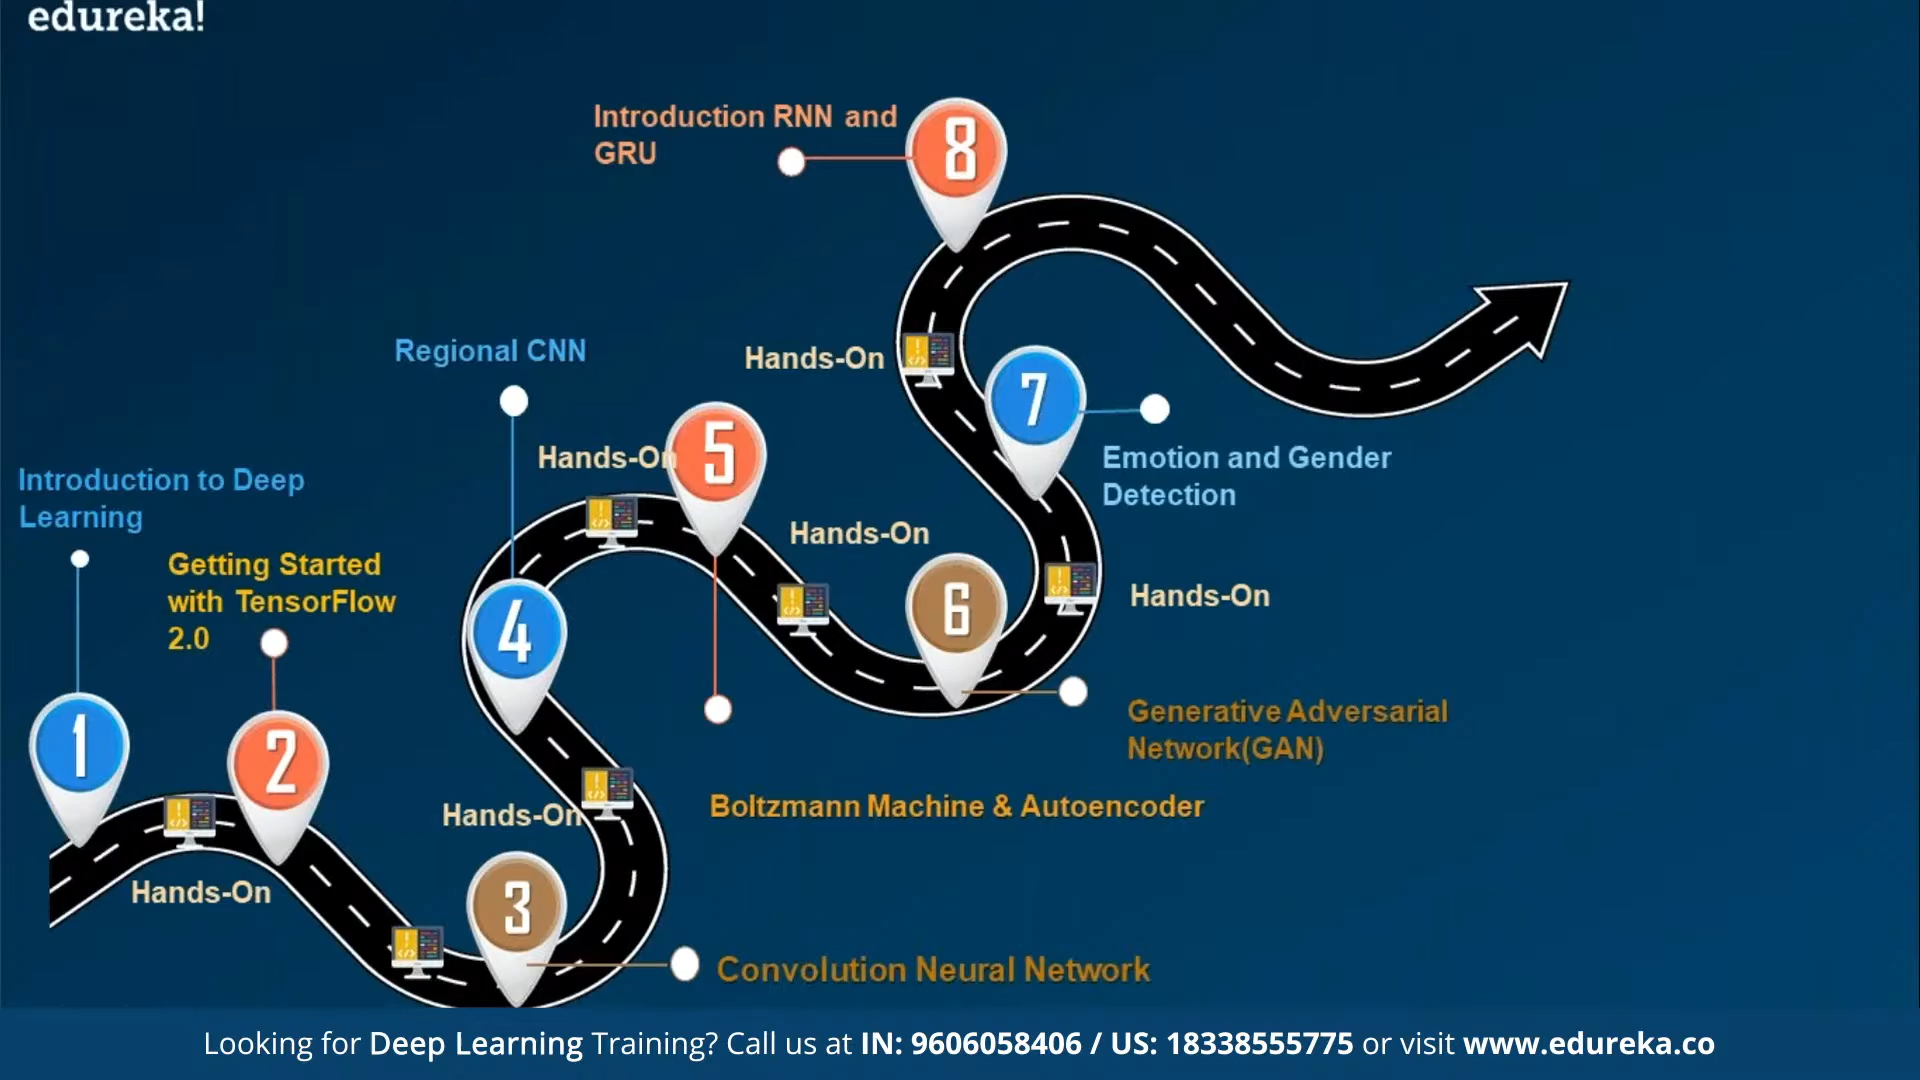 edureka!
Introduction RNN and
GRU
8
Regional CNN
Hands-On
7
Hands-On
5
Emotion and Gender
Detection
Introduction to Deep
Learning
Hands-On
Getting Started
with TensorFlow
2.0
4
6
Hands-On
1
2
Generative Adversarial
Network(GAN)
Hands-On
Boltzmann Machine & Autoencoder
Hands-On
3
Convolution Neural Network
Looking for Deep Learning Training? Call us at IN: 9606058406 / US: 18338555775 or visit www.edureka.co